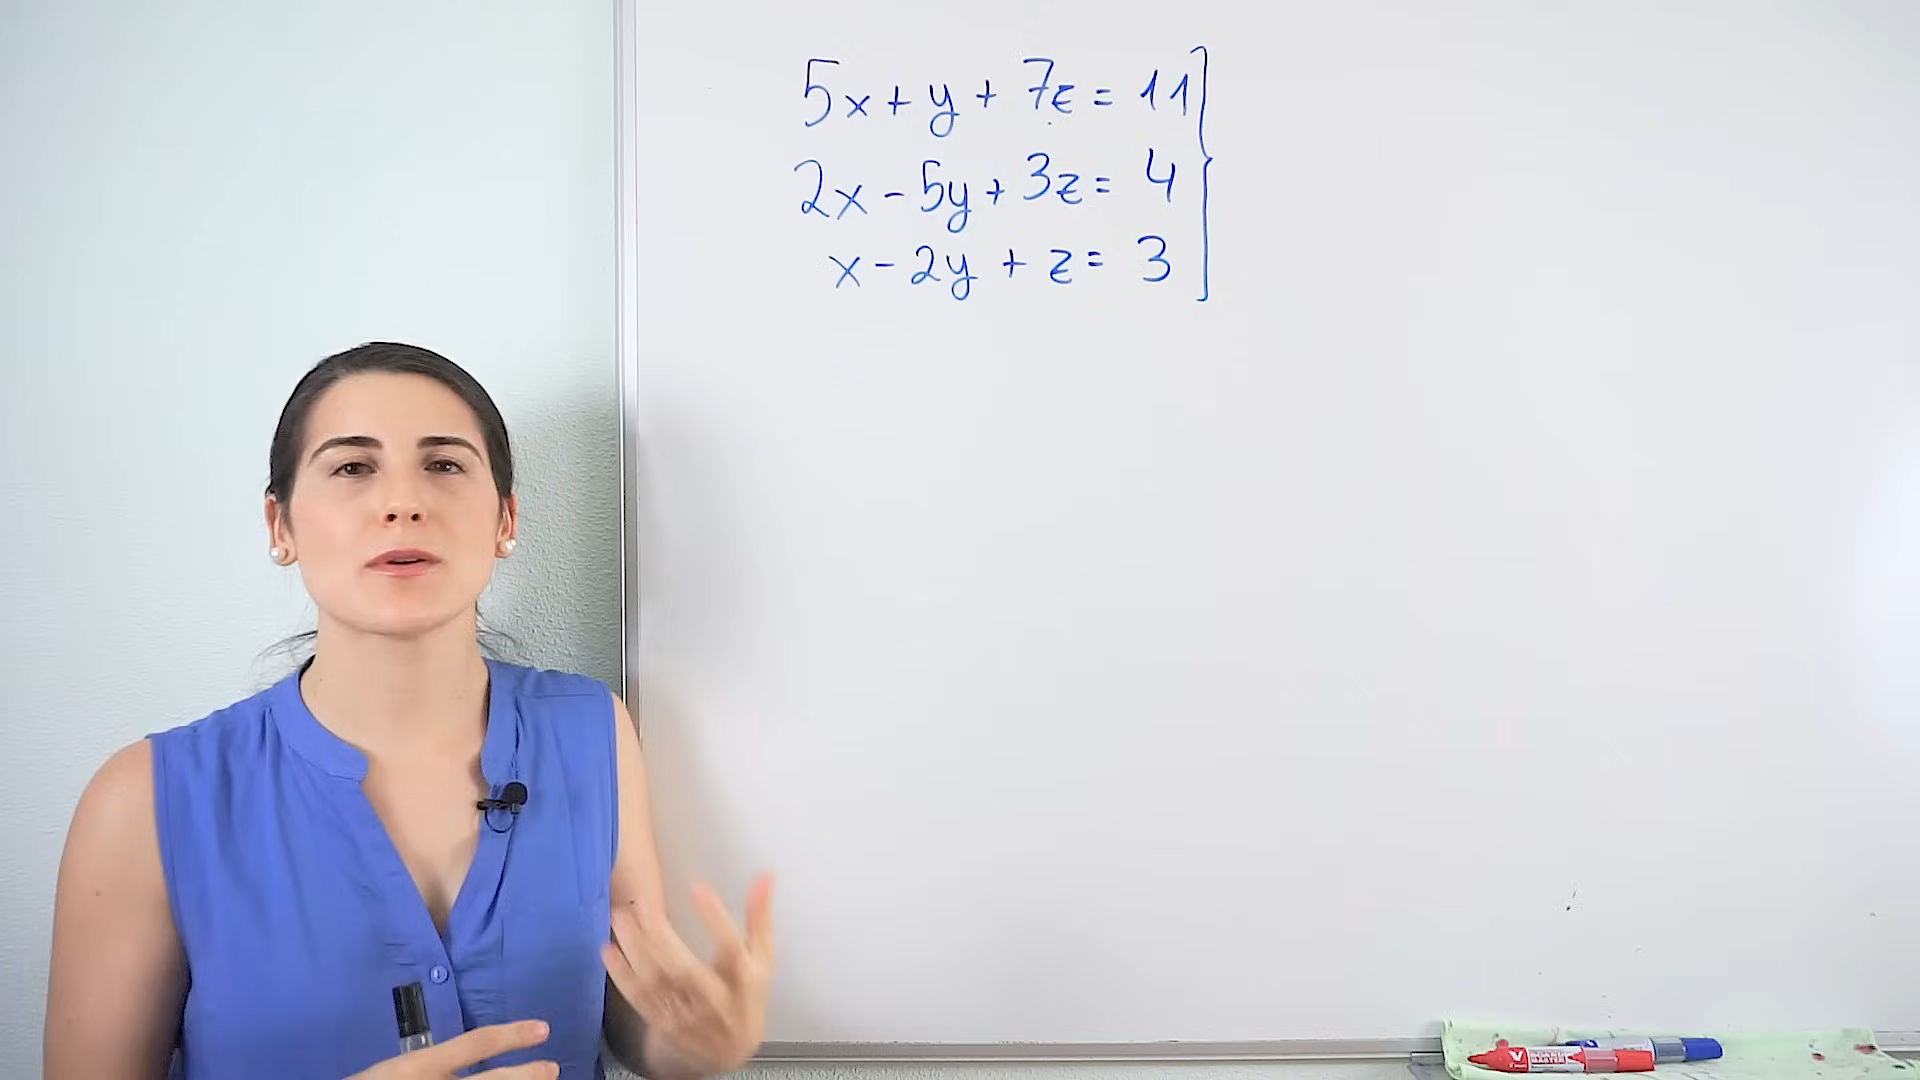 5x + y + 7z = 11
2x - 5y + 3z = 4
x - 2y + z = 3